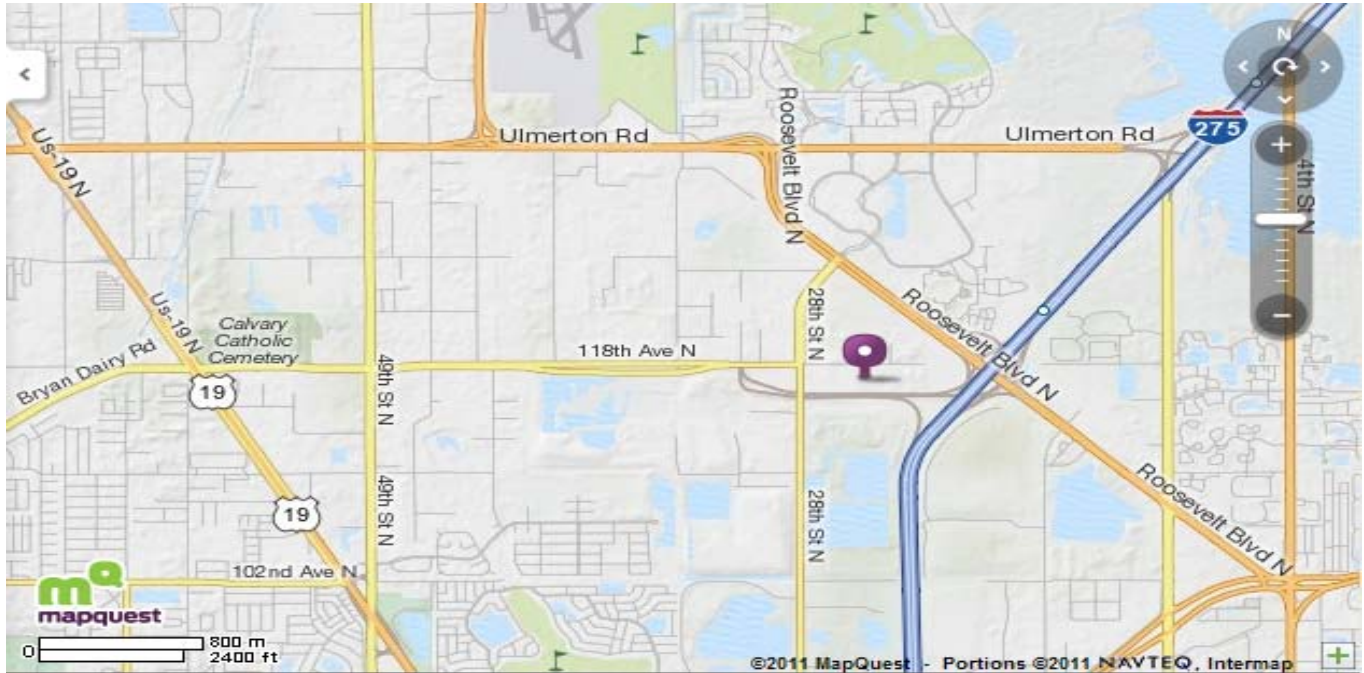 N
Us-19 N
Ulmerton Rd
Roosevelt Blvd N
Ulmerton Rd
275
4th St N
Us-19 N
Calvary
Catholic
Cemetery
Bryan Dairy Rd
19
49th St N
118th Ave N
28th St N
Roosevelt Blvd N
19
49th St N
28th St N
Roosevelt Blvd N
102nd Ave N
mQ
mapquest
0
800 m
2400 ft
©2011 MapQuest - Portions ©2011 NAVTEQ, Intermap